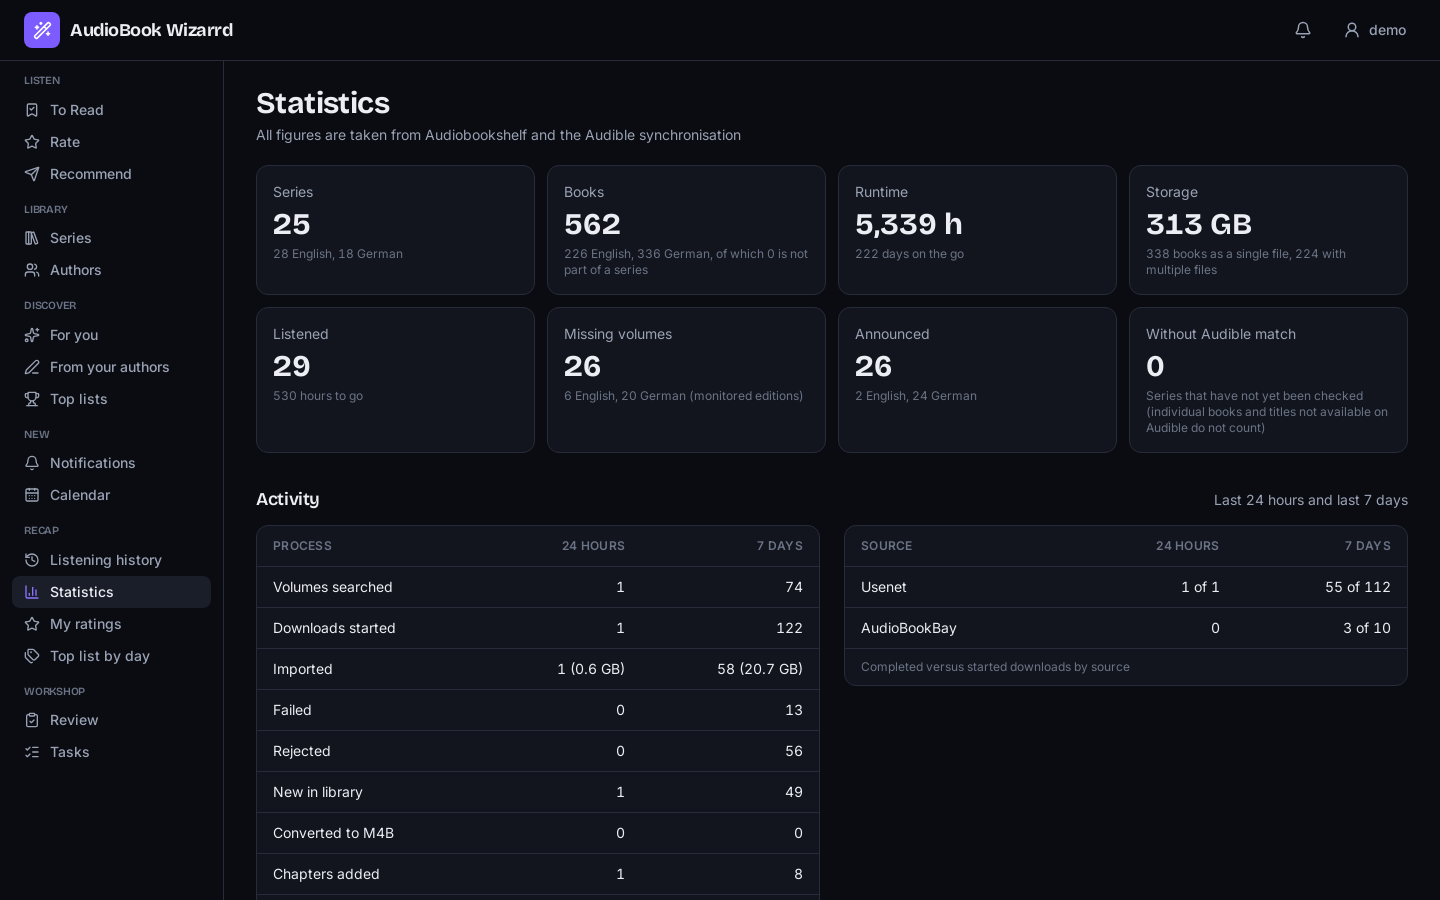 AudioBook Wizarrd
demo
LISTEN
To Read
Rate
Recommend
LIBRARY
Series
Authors
DISCOVER
For you
From your authors
Top lists
NEW
Notifications
Calendar
RECAP
Listening history
Statistics
My ratings
Top list by day
WORKSHOP
Review
Tasks
Statistics
All figures are taken from Audiobookshelf and the Audible synchronisation
Series
25
28 English, 18 German
Books
562
226 English, 336 German, of which 0 is not
part of a series
Runtime
5,339 h
222 days on the go
Storage
313 GB
338 books as a single file, 224 with
multiple files
Listened
29
530 hours to go
Missing volumes
26
6 English, 20 German (monitored editions)
Announced
26
2 English, 24 German
Without Audible match
0
Series that have not yet been checked
(individual books and titles not available on
Audible do not count)
Activity
Last 24 hours and last 7 days
PROCESS 24 HOURS 7 DAYS
Volumes searched 1 74
Downloads started 1 122
Imported 1 (0.6 GB) 58 (20.7 GB)
Failed 0 13
Rejected 0 56
New in library 1 49
Converted to M4B 0 0
Chapters added 1 8
SOURCE 24 HOURS 7 DAYS
Usenet 1 of 1 55 of 112
AudioBookBay 0 3 of 10
Completed versus started downloads by source